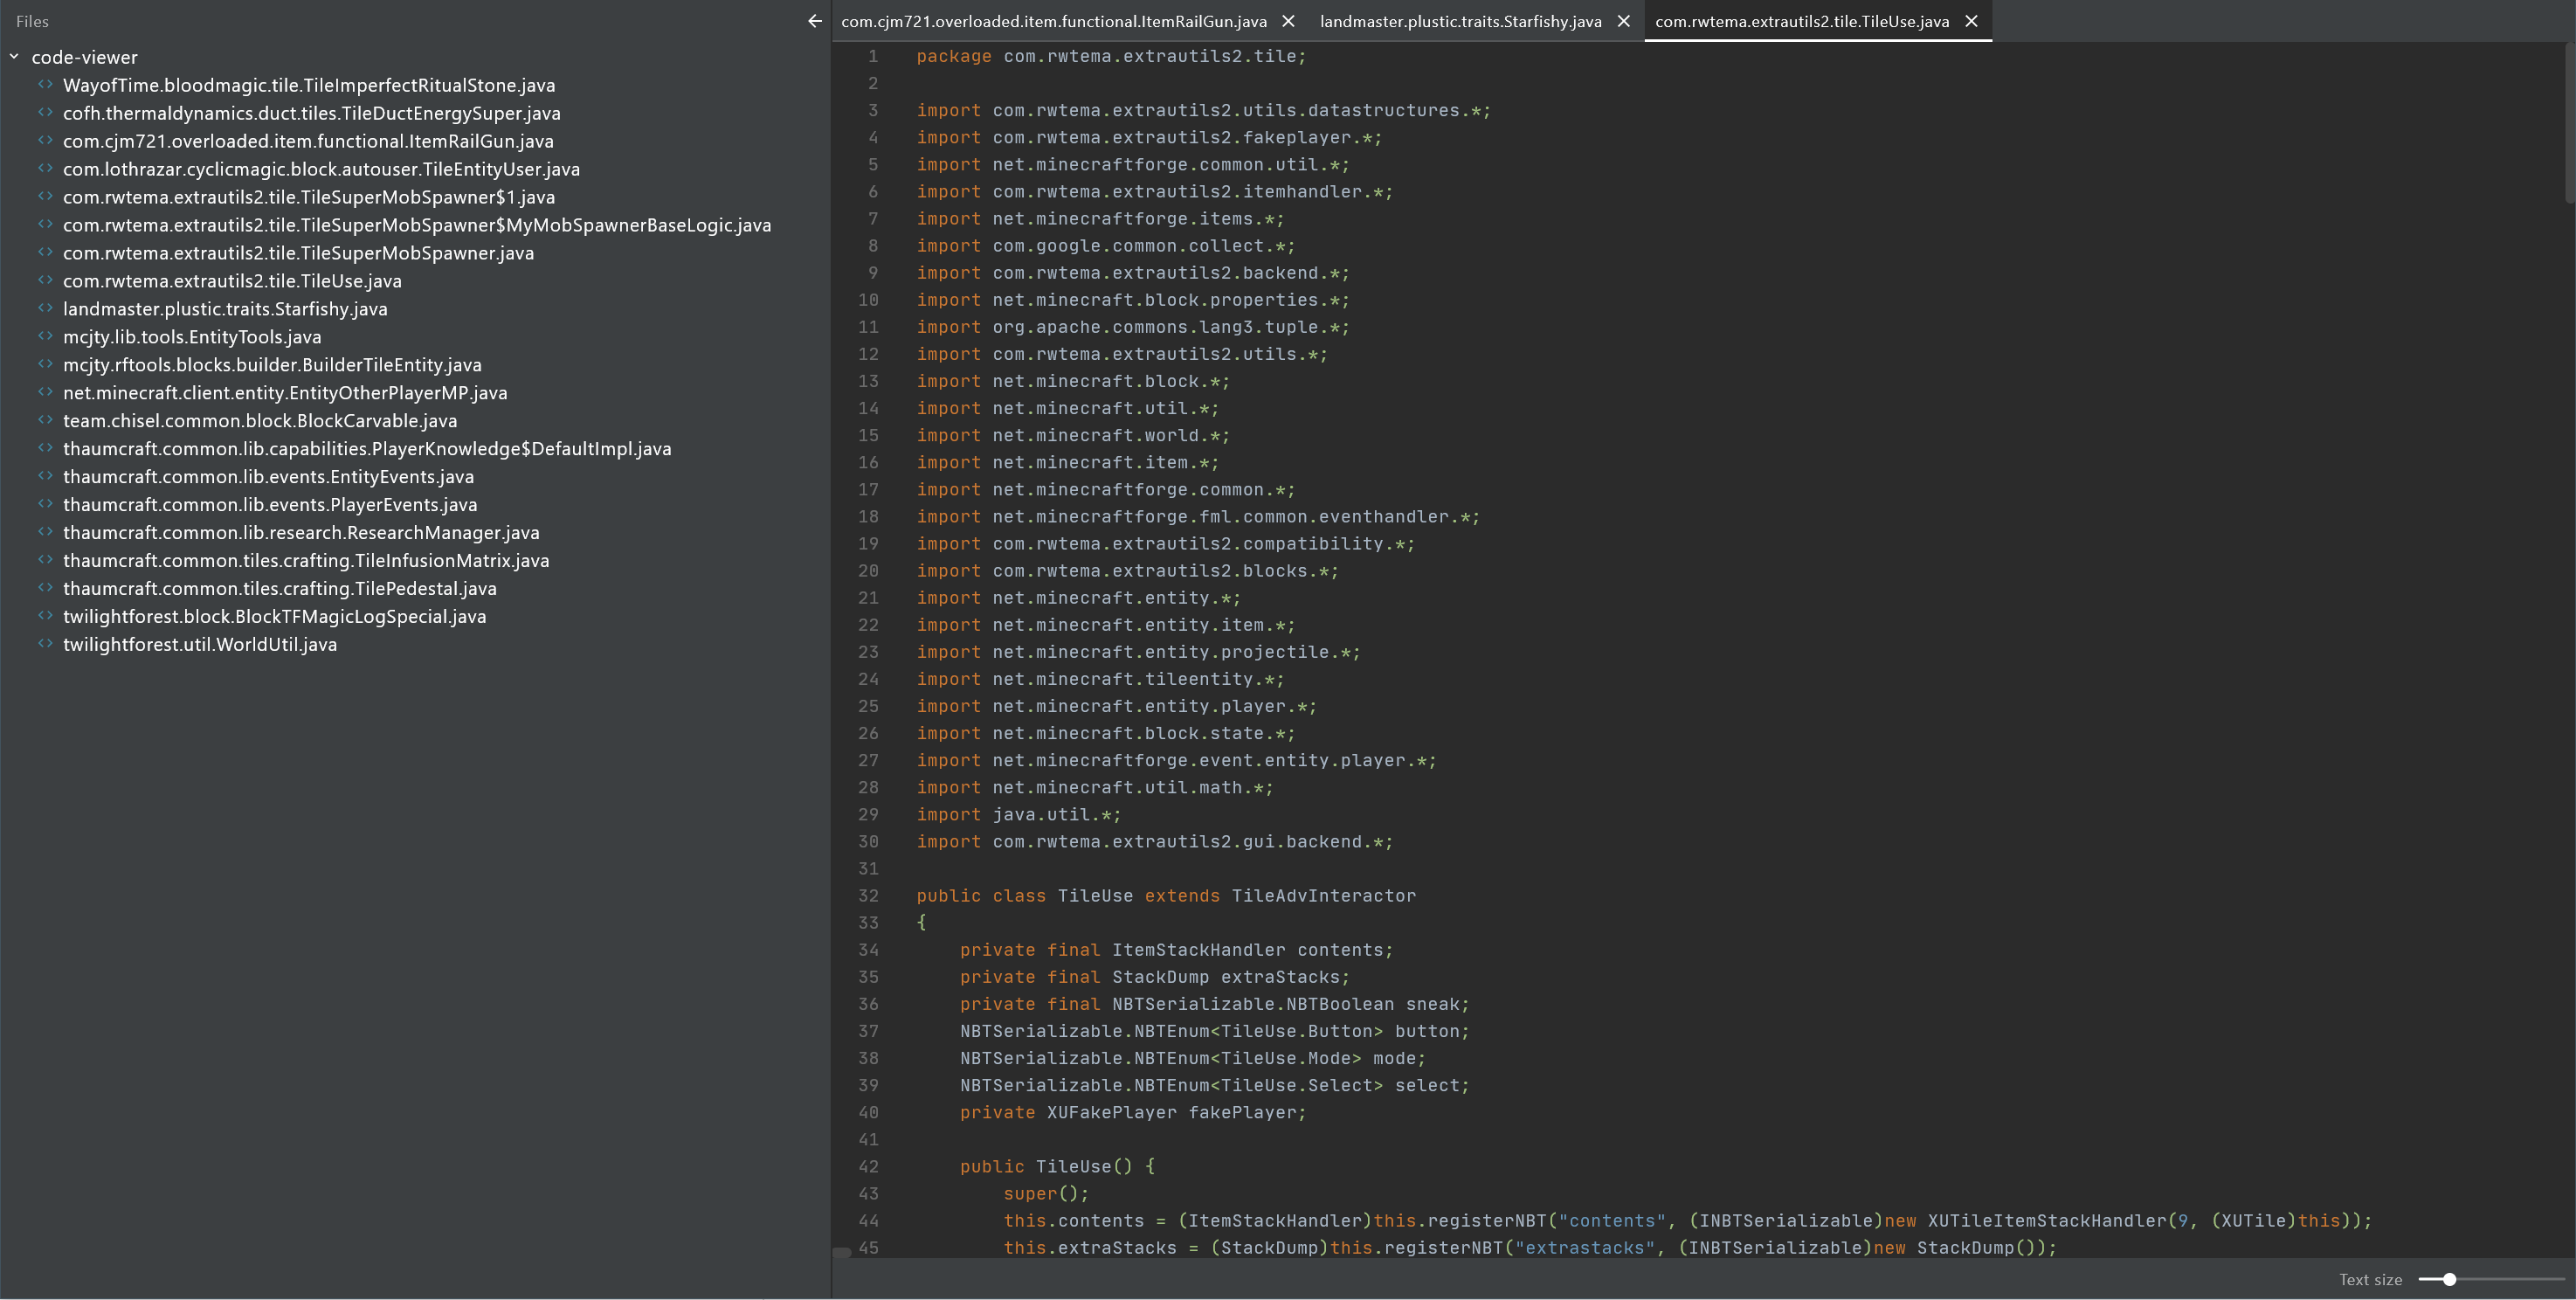 Files
code-viewer
WayofTime.bloodmagic.tile.TileImperfectRitualStone.java
cofh.thermaldynamics.duct.tiles.TileDuctEnergySuper.java
com.cjm721.overloaded.item.functional.ItemRailGun.java
com.lothrazar.cyclicmagic.block.autouser.TileEntityUser.java
com.rwtema.extrautils2.tile.TileSuperMobSpawner$1.java
com.rwtema.extrautils2.tile.TileSuperMobSpawner$MyMobSpawnerBaseLogic.java
com.rwtema.extrautils2.tile.TileSuperMobSpawner.java
com.rwtema.extrautils2.tile.TileUse.java
landmaster.plustic.traits.Starfishy.java
mcjty.lib.tools.EntityTools.java
mcjty.rftools.blocks.builder.BuilderTileEntity.java
net.minecraft.client.entity.EntityOtherPlayerMP.java
team.chisel.common.block.BlockCarvable.java
thaumcraft.common.lib.capabilities.PlayerKnowledge$DefaultImpl.java
thaumcraft.common.lib.events.EntityEvents.java
thaumcraft.common.lib.events.PlayerEvents.java
thaumcraft.common.lib.research.ResearchManager.java
thaumcraft.common.tiles.crafting.TileInfusionMatrix.java
thaumcraft.common.tiles.crafting.TilePedestal.java
twilightforest.block.BlockTFMagicLogSpecial.java
twilightforest.util.WorldUtil.java
com.cjm721.overloaded.item.functional.ItemRailGun.java landmaster.plustic.traits.Starfishy.java com.rwtema.extrautils2.tile.TileUse.java
1 package com.rwtema.extrautils2.tile;
2
3 import com.rwtema.extrautils2.utils.datastructures.*;
4 import com.rwtema.extrautils2.fakeplayer.*;
5 import net.minecraftforge.common.util.*;
6 import com.rwtema.extrautils2.itemhandler.*;
7 import net.minecraftforge.items.*;
8 import com.google.common.collect.*;
9 import com.rwtema.extrautils2.backend.*;
10 import net.minecraft.block.properties.*;
11 import org.apache.commons.lang3.tuple.*;
12 import com.rwtema.extrautils2.utils.*;
13 import net.minecraft.block.*;
14 import net.minecraft.util.*;
15 import net.minecraft.world.*;
16 import net.minecraft.item.*;
17 import net.minecraftforge.common.*;
18 import net.minecraftforge.fml.common.eventhandler.*;
19 import com.rwtema.extrautils2.compatibility.*;
20 import com.rwtema.extrautils2.blocks.*;
21 import net.minecraft.entity.*;
22 import net.minecraft.entity.item.*;
23 import net.minecraft.entity.projectile.*;
24 import net.minecraft.tileentity.*;
25 import net.minecraft.entity.player.*;
26 import net.minecraft.block.state.*;
27 import net.minecraftforge.event.entity.player.*;
28 import net.minecraft.util.math.*;
29 import java.util.*;
30 import com.rwtema.extrautils2.gui.backend.*;
31
32 public class TileUse extends TileAdvInteractor
33 {
34 private final ItemStackHandler contents;
35 private final StackDump extraStacks;
36 private final NBTSerializable.NBTBoolean sneak;
37 NBTSerializable.NBTEnum<TileUse.Button> button;
38 NBTSerializable.NBTEnum<TileUse.Mode> mode;
39 NBTSerializable.NBTEnum<TileUse.Select> select;
40 private XUFakePlayer fakePlayer;
41
42 public TileUse() {
43 super();
44 this.contents = (ItemStackHandler)this.registerNBT("contents", (INBTSerializable)new XUTileItemStackHandler(9, (XUTile)this));
45 this.extraStacks = (StackDump)this.registerNBT("extrastacks", (INBTSerializable)new StackDump());
Text size